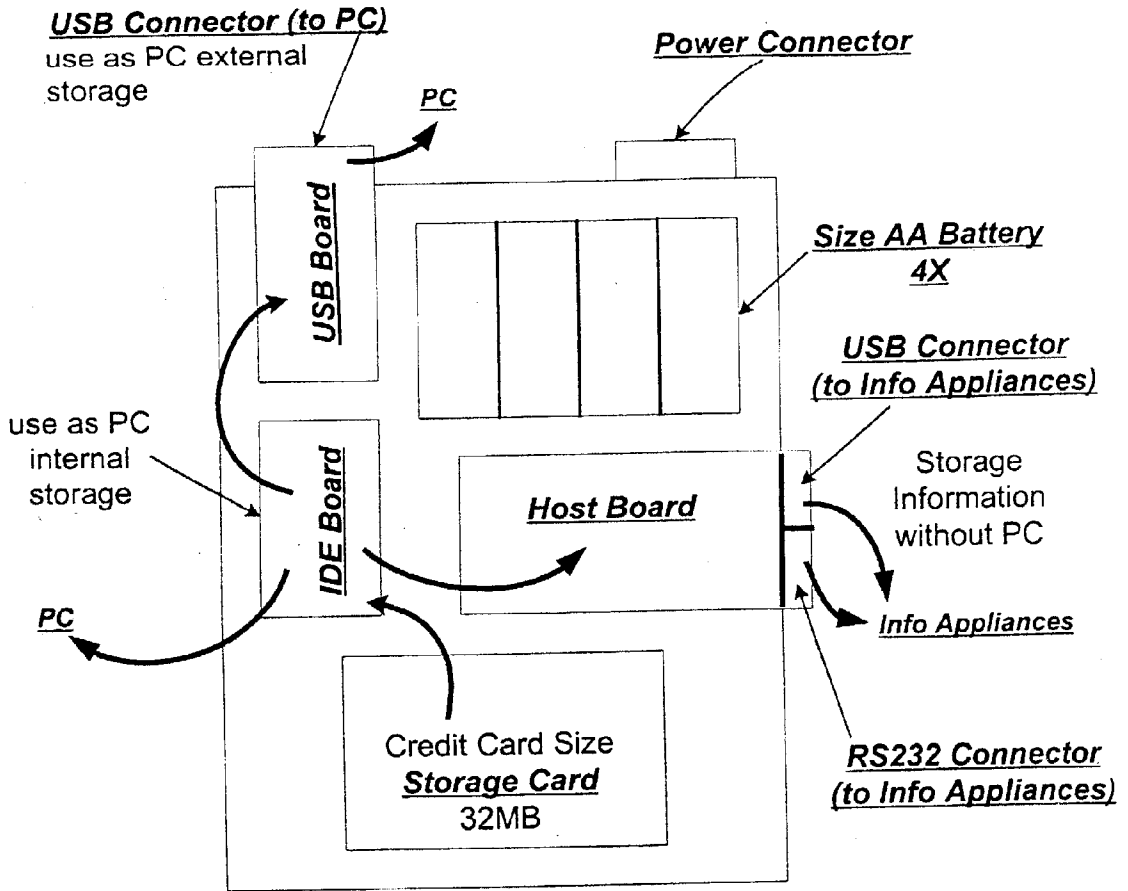 USB Connector (to PC)
use as PC external
storage
PC
Power Connector
USB Board
Size AA Battery
4X
USB Connector
(to Info Appliances)
use as PC
internal
storage
IDE Board
Host Board
Storage
Information
without PC
PC
Info Appliances
Credit Card Size
Storage Card
32MB
RS232 Connector
(to Info Appliances)